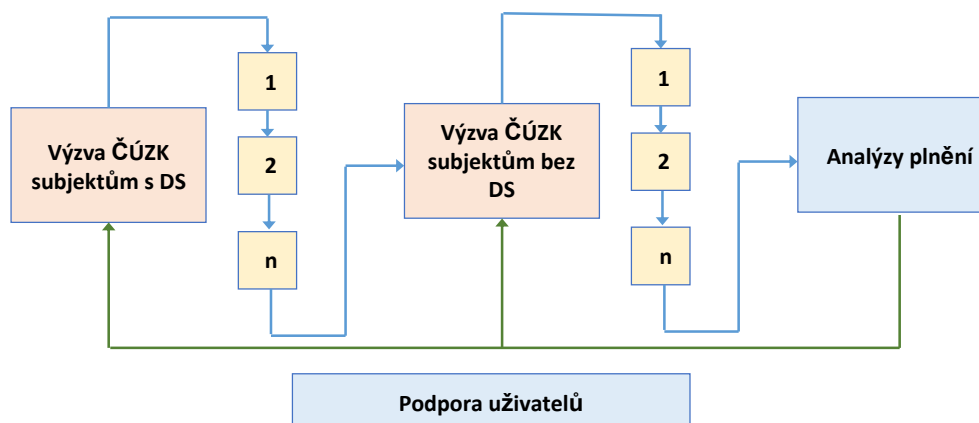 Výzva ČÚZK
subjektům s DS
1
2
n
Výzva ČÚZK
subjektům bez
DS
1
2
n
Analýzy plnění
Podpora uživatelů